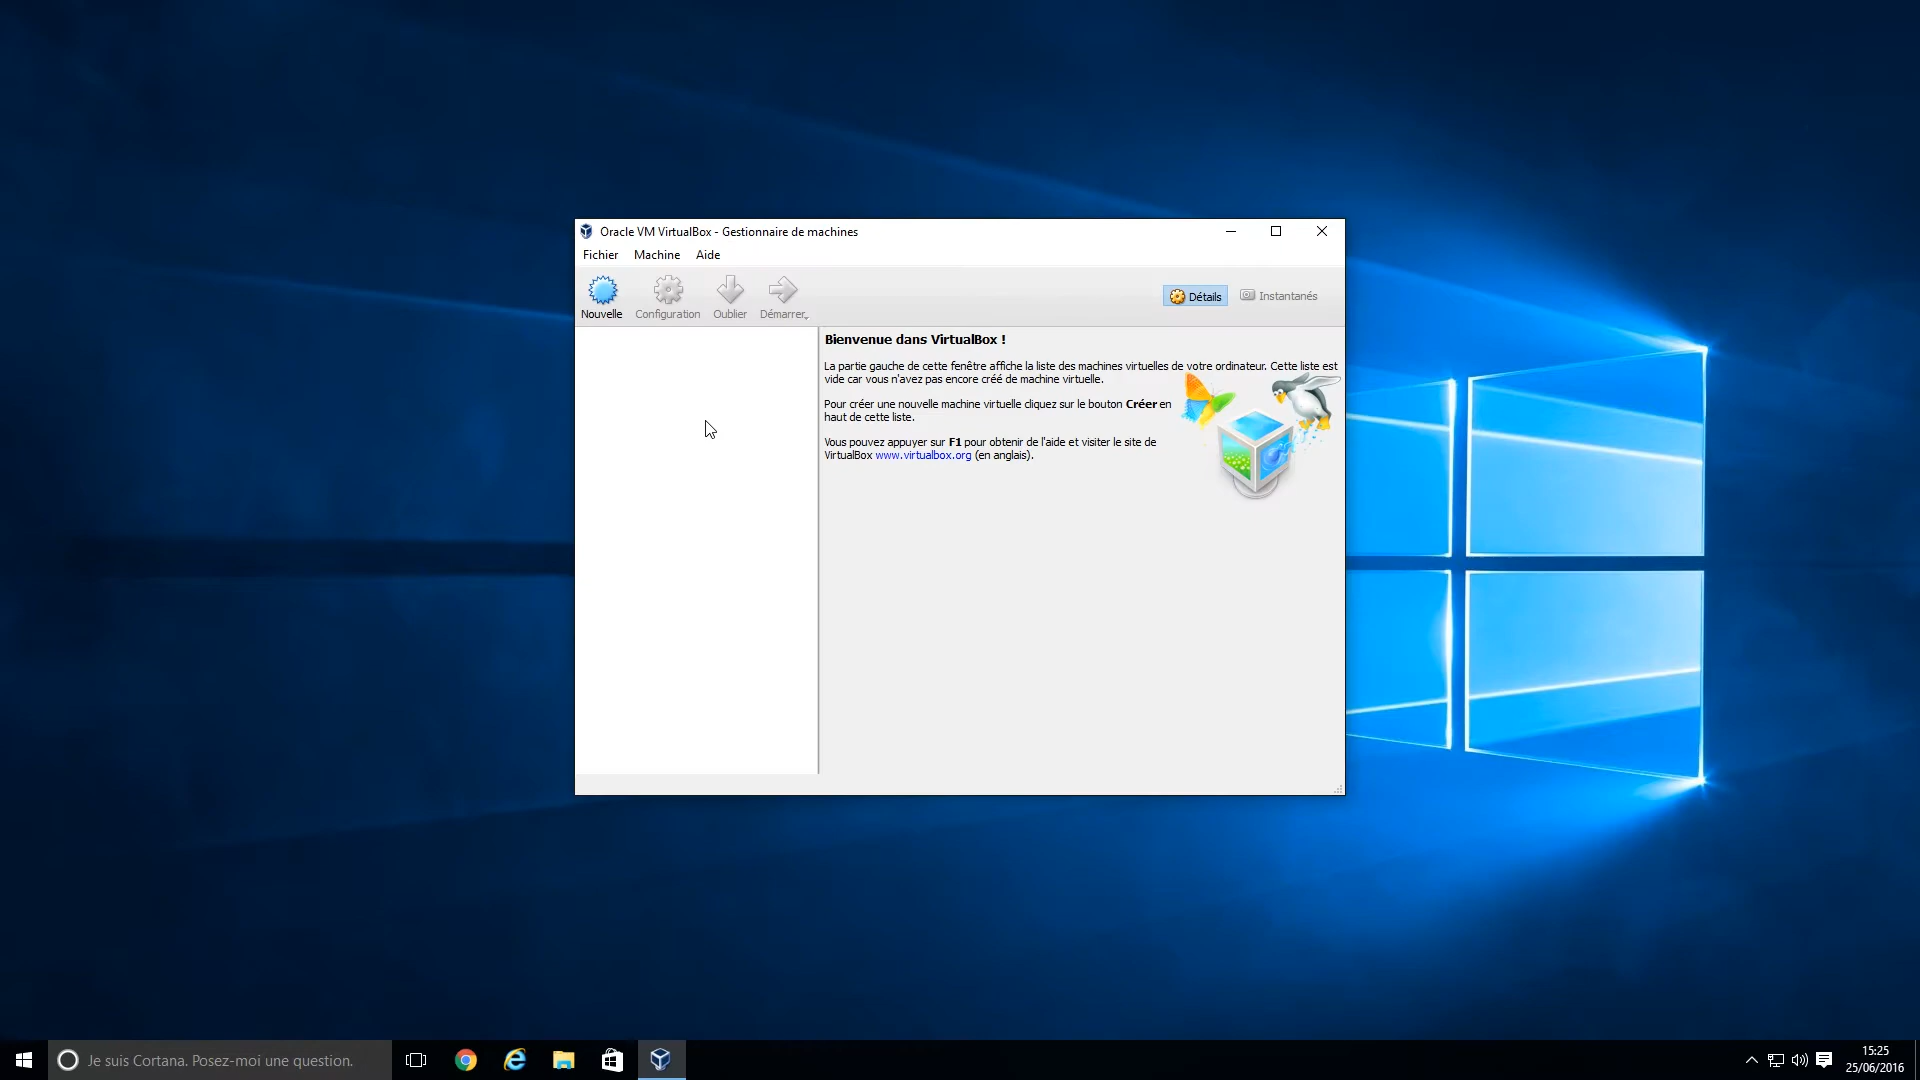 Oracle VM VirtualBox - Gestionnaire de machines
Fichier Machine Aide
Nouvelle Configuration Oublier Démarrer
Détails Instantanés
Bienvenue dans VirtualBox !
La partie gauche de cette fenêtre affiche la liste des machines virtuelles de votre ordinateur. Cette liste est
vide car vous n'avez pas encore créé de machine virtuelle.
Pour créer une nouvelle machine virtuelle cliquez sur le bouton Créer en
haut de cette liste.
Vous pouvez appuyer sur F1 pour obtenir de l'aide et visiter le site de
VirtualBox www.virtualbox.org (en anglais).
Je suis Cortana. Posez-moi une question.
15:25
25/06/2016